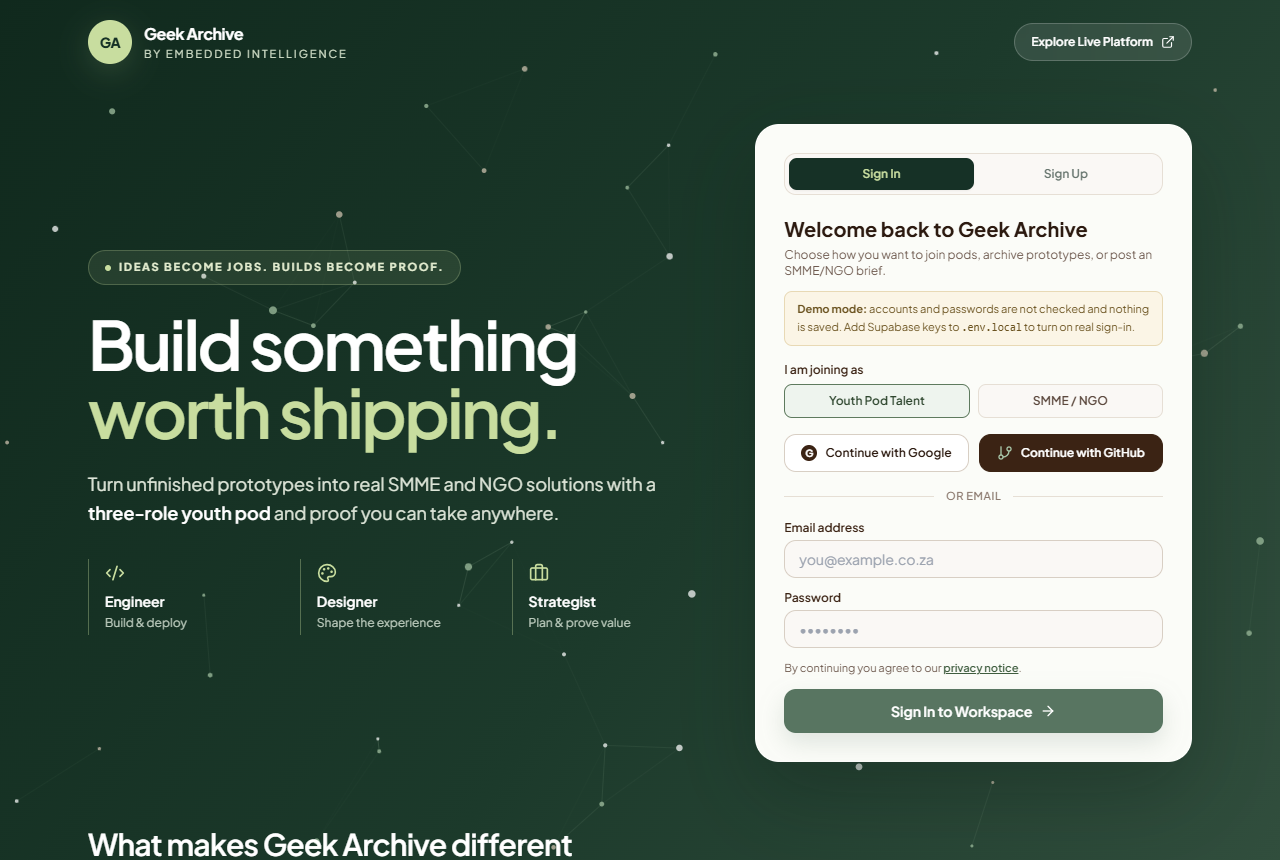 GA
Geek Archive
BY EMBEDDED INTELLIGENCE
Explore Live Platform
IDEAS BECOME JOBS. BUILDS BECOME PROOF.
Build something
worth shipping.
Turn unfinished prototypes into real SMME and NGO solutions with a
three-role youth pod and proof you can take anywhere.
Engineer
Build & deploy
Designer
Shape the experience
Strategist
Plan & prove value
Sign In
Sign Up
Welcome back to Geek Archive
Choose how you want to join pods, archive prototypes, or post an
SMME/NGO brief.
Demo mode: accounts and passwords are not checked and nothing
is saved. Add Supabase keys to .env.local to turn on real sign-in.
I am joining as
Youth Pod Talent
SMME / NGO
G Continue with Google
Continue with GitHub
OR EMAIL
Email address
you@example.co.za
Password
••••••••
By continuing you agree to our privacy notice.
Sign In to Workspace
What makes Geek Archive different